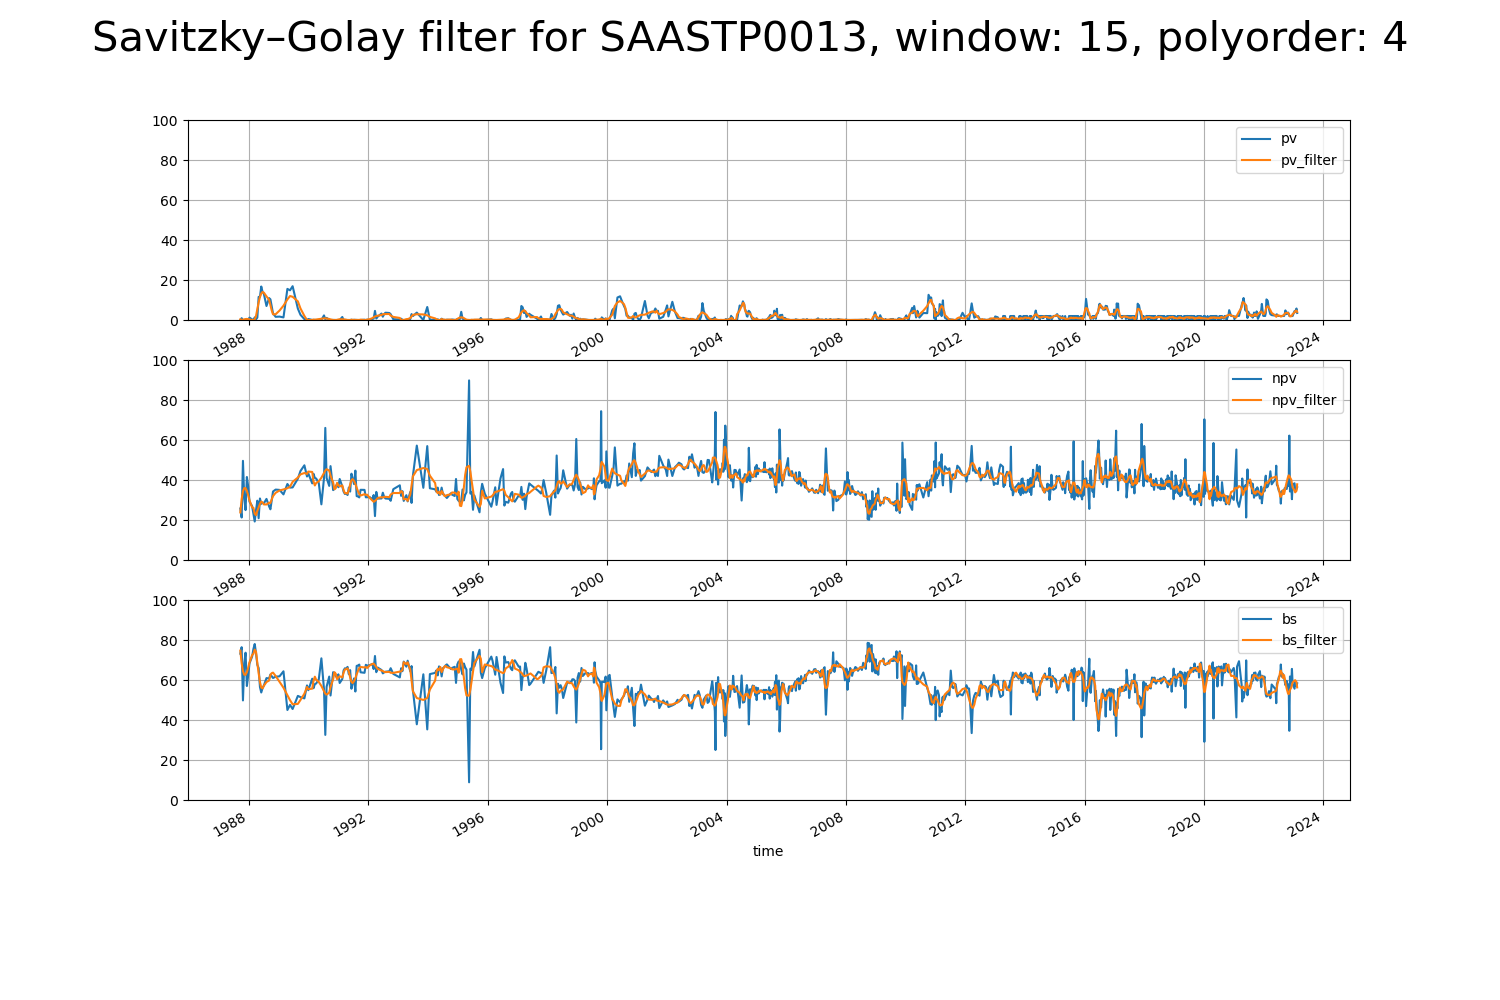 Savitzky–Golay filter for SAASTP0013, window: 15, polyorder: 4
100
80
60
40
20
0
pv
pv_filter
1988 1992 1996 2000 2004 2008 2012 2016 2020 2024
100
80
60
40
20
0
npv
npv_filter
1988 1992 1996 2000 2004 2008 2012 2016 2020 2024
100
80
60
40
20
0
bs
bs_filter
1988 1992 1996 2000 2004 2008 2012 2016 2020 2024
time